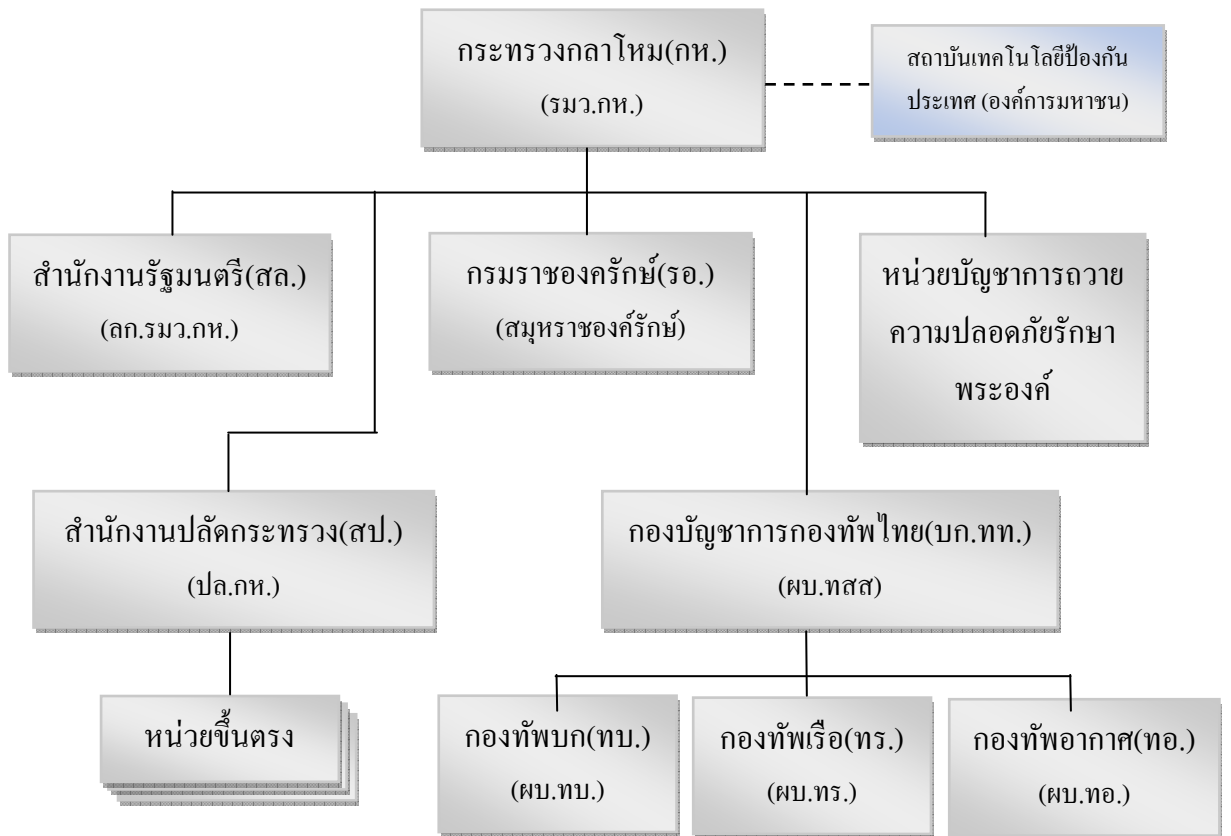 กระทรวงกลาโหม(กห.)
(รมว.กห.)
สถาบันเทคโนโลยีป้องกัน
ประเทศ (องค์การมหาชน)
สำนักงานรัฐมนตรี(สล.)
(ลก.รมว.กห.)
กรมราชองครักษ์(รอ.)
(สมุหราชองค์รักษ์)
หน่วยบัญชาการถวาย
ความปลอดภัยรักษา
พระองค์
สำนักงานปลัดกระทรวง(สป.)
(ปล.กห.)
กองบัญชาการกองทัพไทย(บก.ทท.)
(ผบ.ทสส)
หน่วยขึ้นตรง
กองทัพบก(ทบ.)
(ผบ.ทบ.)
กองทัพเรือ(ทร.)
(ผบ.ทร.)
กองทัพอากาศ(ทอ.)
(ผบ.ทอ.)